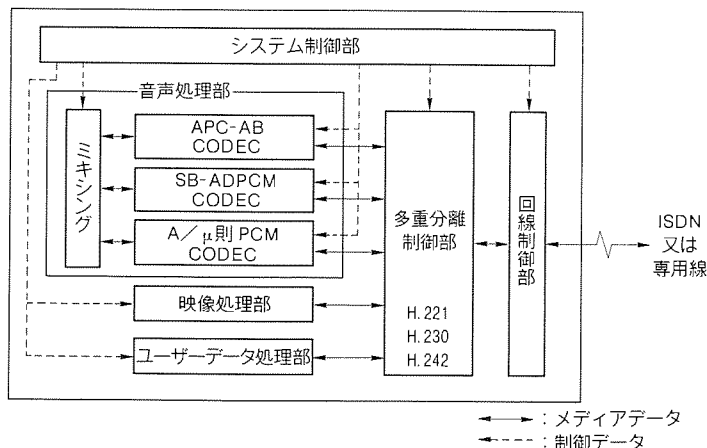 システム制御部
音声処理部
ミキシング
APC-AB
CODEC
SB-ADPCM
CODEC
A/μ則PCM
CODEC
映像処理部
ユーザーデータ処理部
多重分離
制御部
H.221
H.230
H.242
回線制御部
ISDN
又は
専用線
:メディアデータ
:制御データ